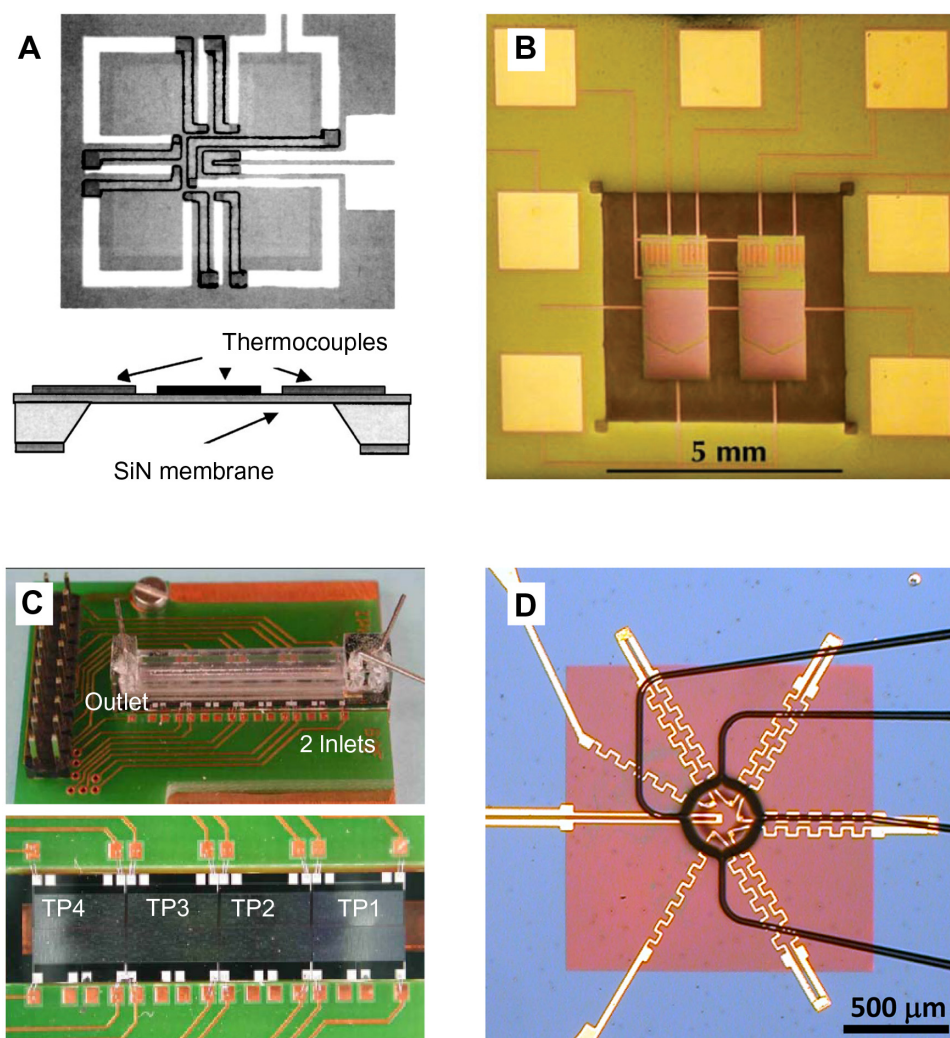 A
Thermocouples
SiN membrane
B
5 mm
C
Outlet
2 Inlets
TP4
TP3
TP2
TP1
D
500 μm